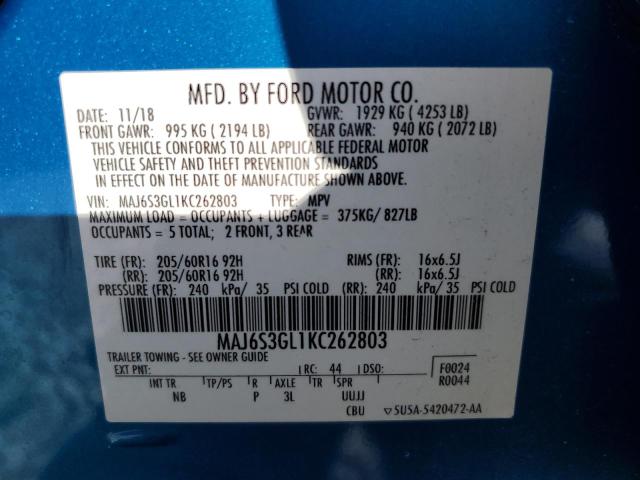 MFD. BY FORD MOTOR CO.
DATE: 11/18 GVWR: 1929 KG ( 4253 LB)
FRONT GAWR: 995 KG ( 2194 LB) REAR GAWR: 940 KG ( 2072 LB)
THIS VEHICLE CONFORMS TO ALL APPLICABLE FEDERAL MOTOR
VEHICLE SAFETY AND THEFT PREVENTION STANDARDS
IN EFFECT ON THE DATE OF MANUFACTURE SHOWN ABOVE.
VIN: MAJ6S3GL1KC262803 TYPE: MPV
MAXIMUM LOAD = OCCUPANTS + LUGGAGE = 375KG/ 827LB
OCCUPANTS = 5 TOTAL; 2 FRONT, 3 REAR
TIRE (FR): 205/60R16 92H RIMS (FR): 16x6.5J
(RR): 205/60R16 92H (RR): 16x6.5J
PRESSURE (FR): 240 kPa/ 35 PSI COLD (RR): 240 kPa/ 35 PSI COLD
MAJ6S3GL1KC262803
TRAILER TOWING - SEE OWNER GUIDE
EXT PNT: RC: 44 DSO: F0024
R0044
INT TR TP/PS R AXLE TR SPR
NB P 3L UUJJ
CBU ▽5U5A-5420472-AA